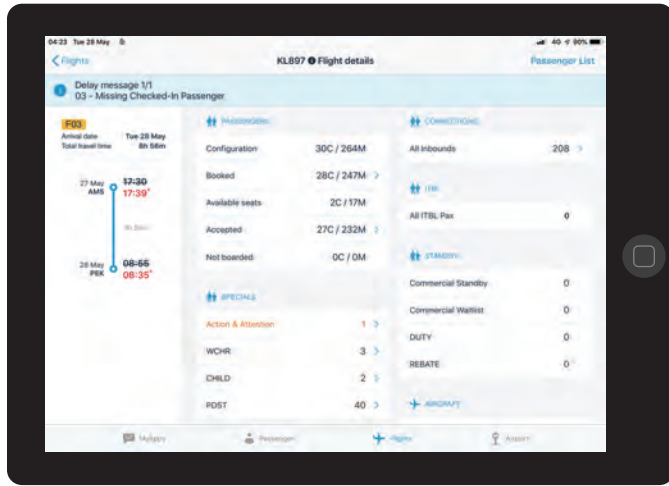 04:23 Tue 28 May
4G 90%
Flights
KL897 Flight details
Passenger List
Delay message 1/1
03 - Missing Checked-In Passenger
F03
Arrival date Tue 28 May
Total travel time 8h 56m
27 May 17:30
AMS 17:39*
8h 56m
28 May 08:55
PEK 08:35*
PASSENGERS
Configuration 30C / 264M
Booked 28C / 247M
Available seats 2C / 17M
Accepted 27C / 232M
Not boarded 0C / 0M
SPECIALS
Action & Attention 1
WCHR 3
CHILD 2
PDST 40
CONNECTIONS
All Inbounds 208
ITBL
All ITBL Pax 0
STANDBY
Commercial Standby 0
Commercial Waitlist 0
DUTY 0
REBATE 0
AIRCRAFT
Passenger
Flights
Airport